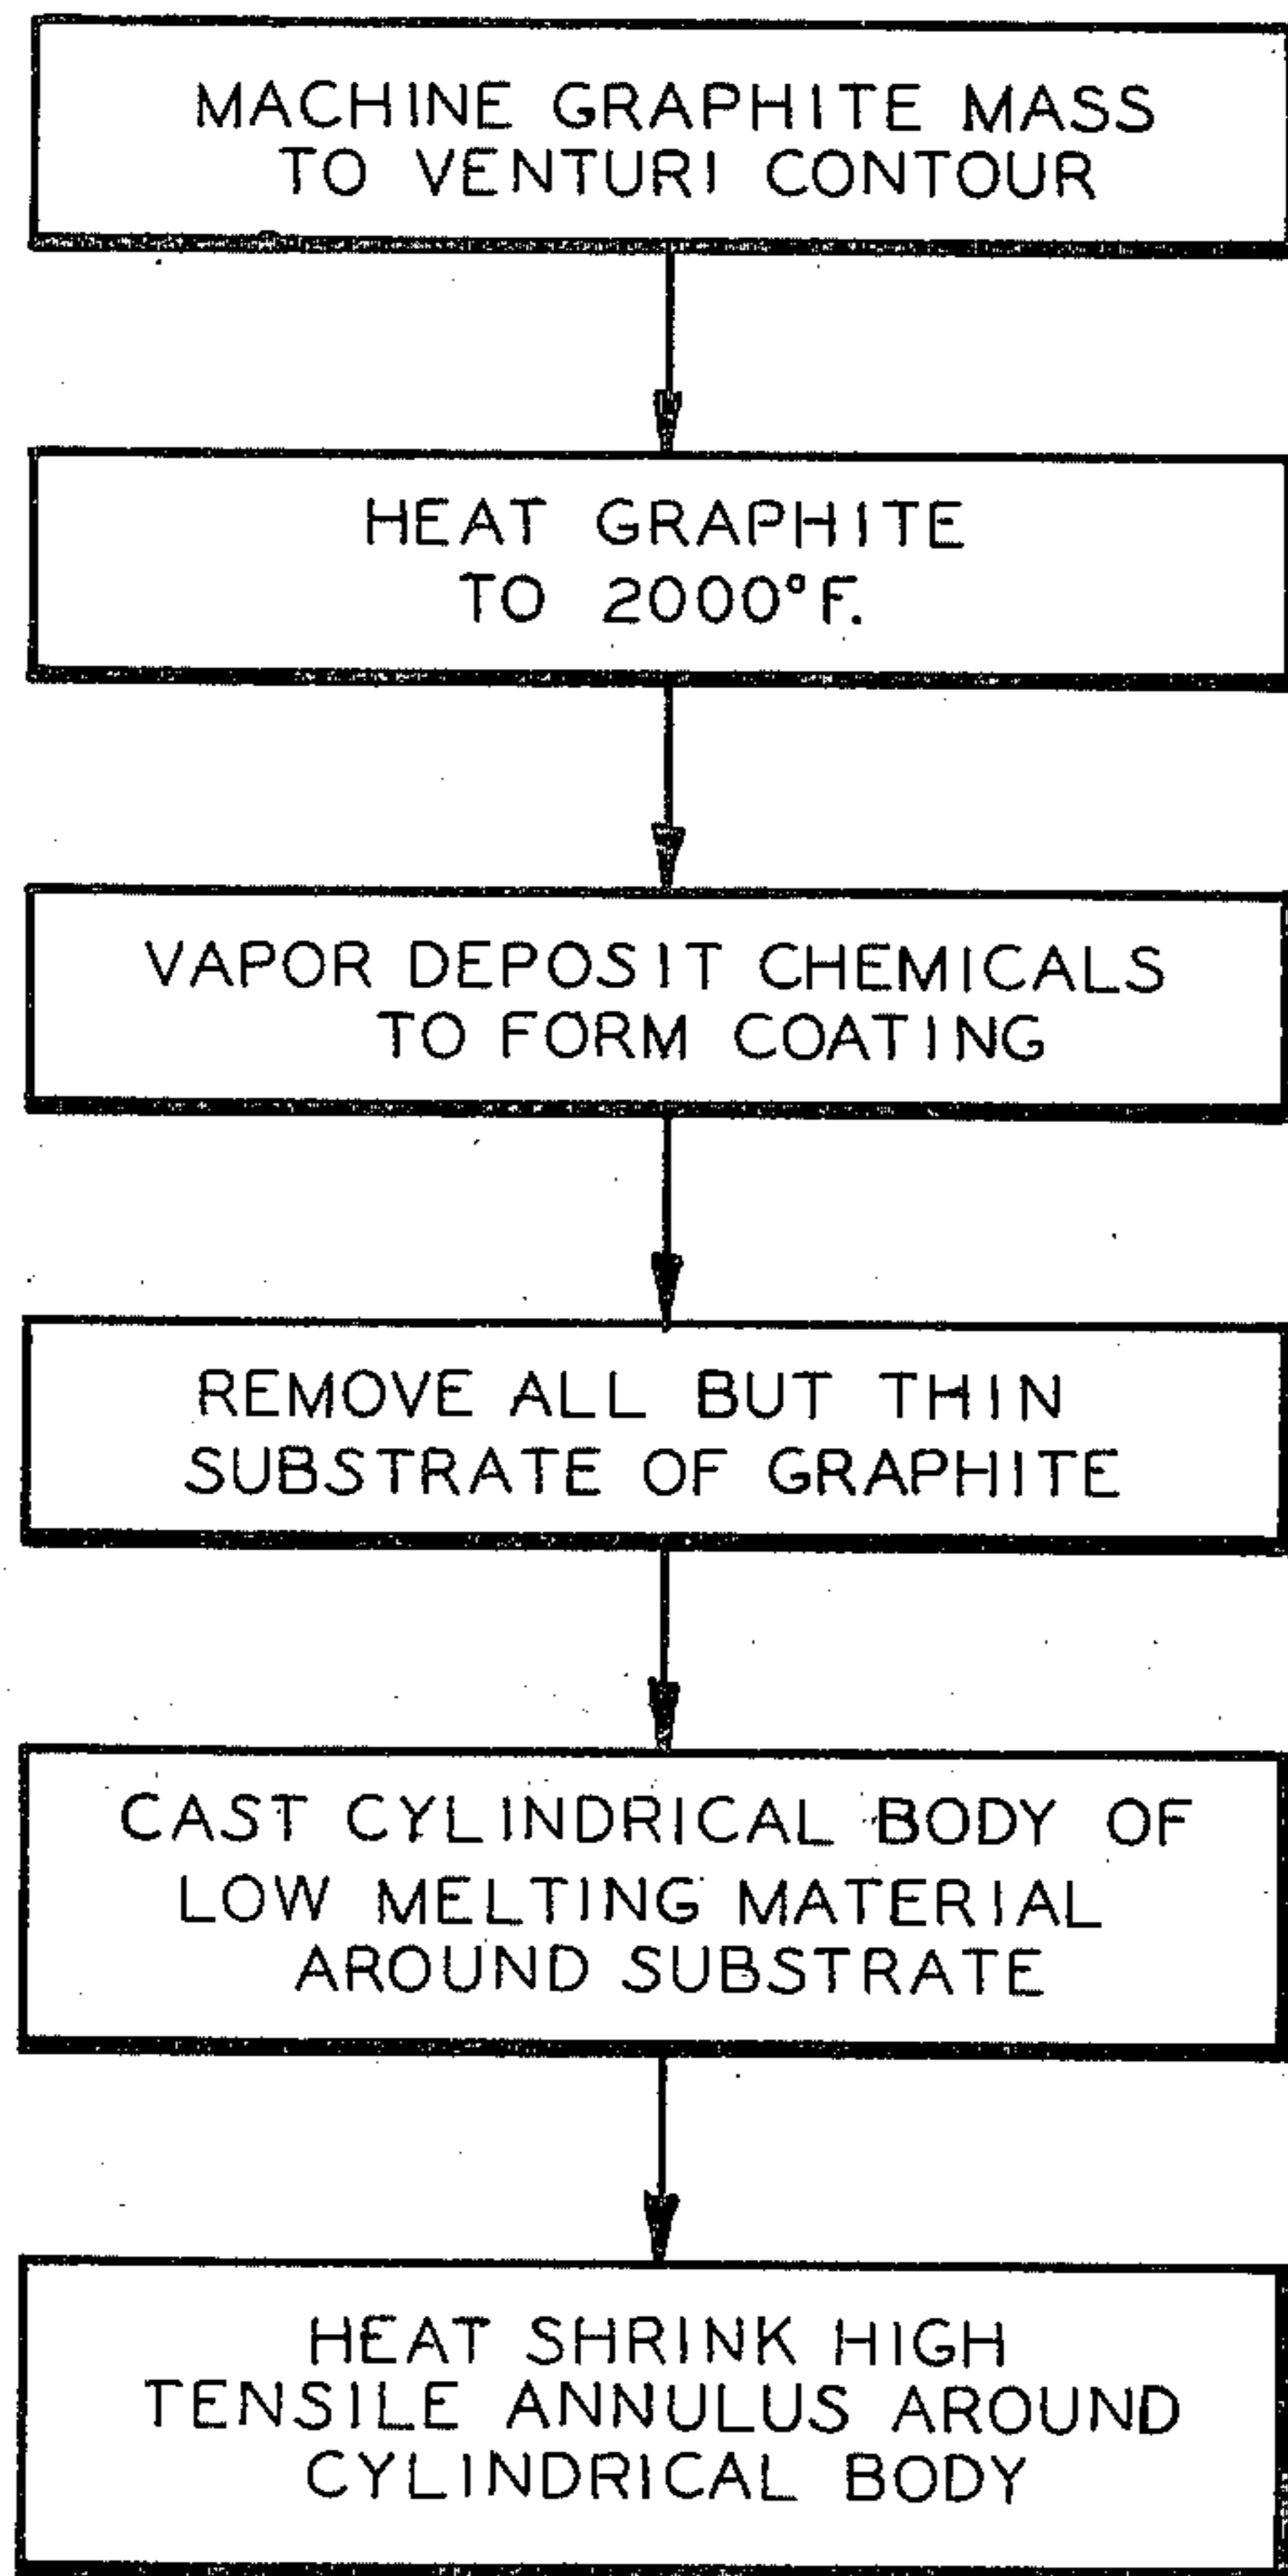 MACHINE GRAPHITE MASS
TO VENTURI CONTOUR
HEAT GRAPHITE
TO 2000°F.
VAPOR DEPOSIT CHEMICALS
TO FORM COATING
REMOVE ALL BUT THIN
SUBSTRATE OF GRAPHITE
CAST CYLINDRICAL BODY OF
LOW MELTING MATERIAL
AROUND SUBSTRATE
HEAT SHRINK HIGH
TENSILE ANNULUS AROUND
CYLINDRICAL BODY